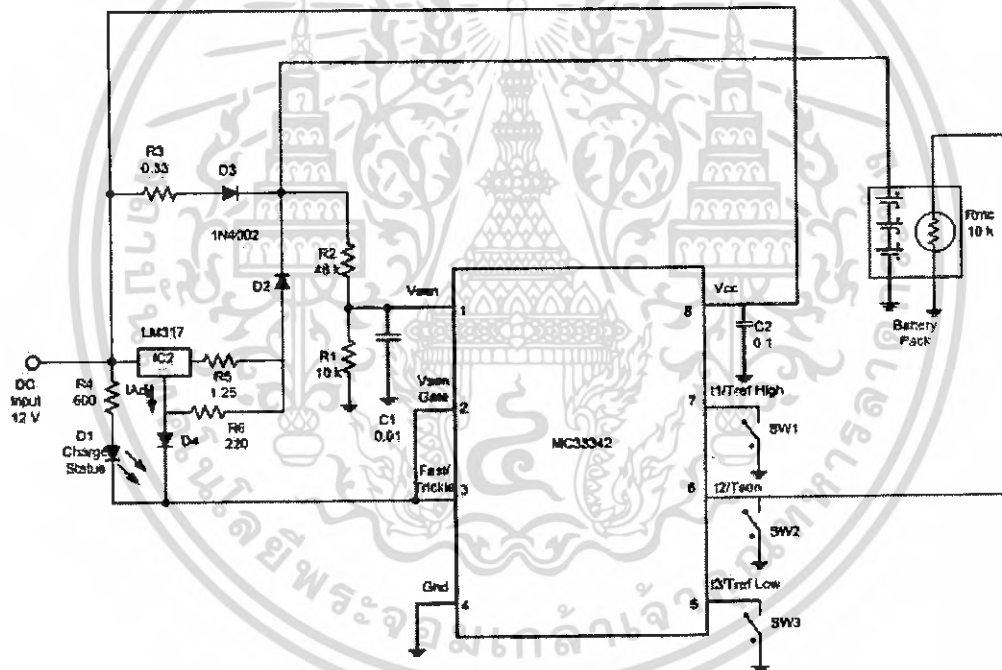 R3
0.33
D3
1N4002
R2
D2
Vsen
1
Vcc
8
C2
0.1
Rntc
10 k
Battery
Pack
LM317
IC2
DC
Input
12 V
R4
600
IAdj
R5
1.25
R1
10 k
Vsen
Gate
2
I1/Tref High
7
SW1
R6
220
C1
0.01
D1
Charge
Status
D4
MC33342
Fast/
Trickle
3
t2/Tsen
6
SW2
Gnd
4
t3/Tref Low
5
SW3